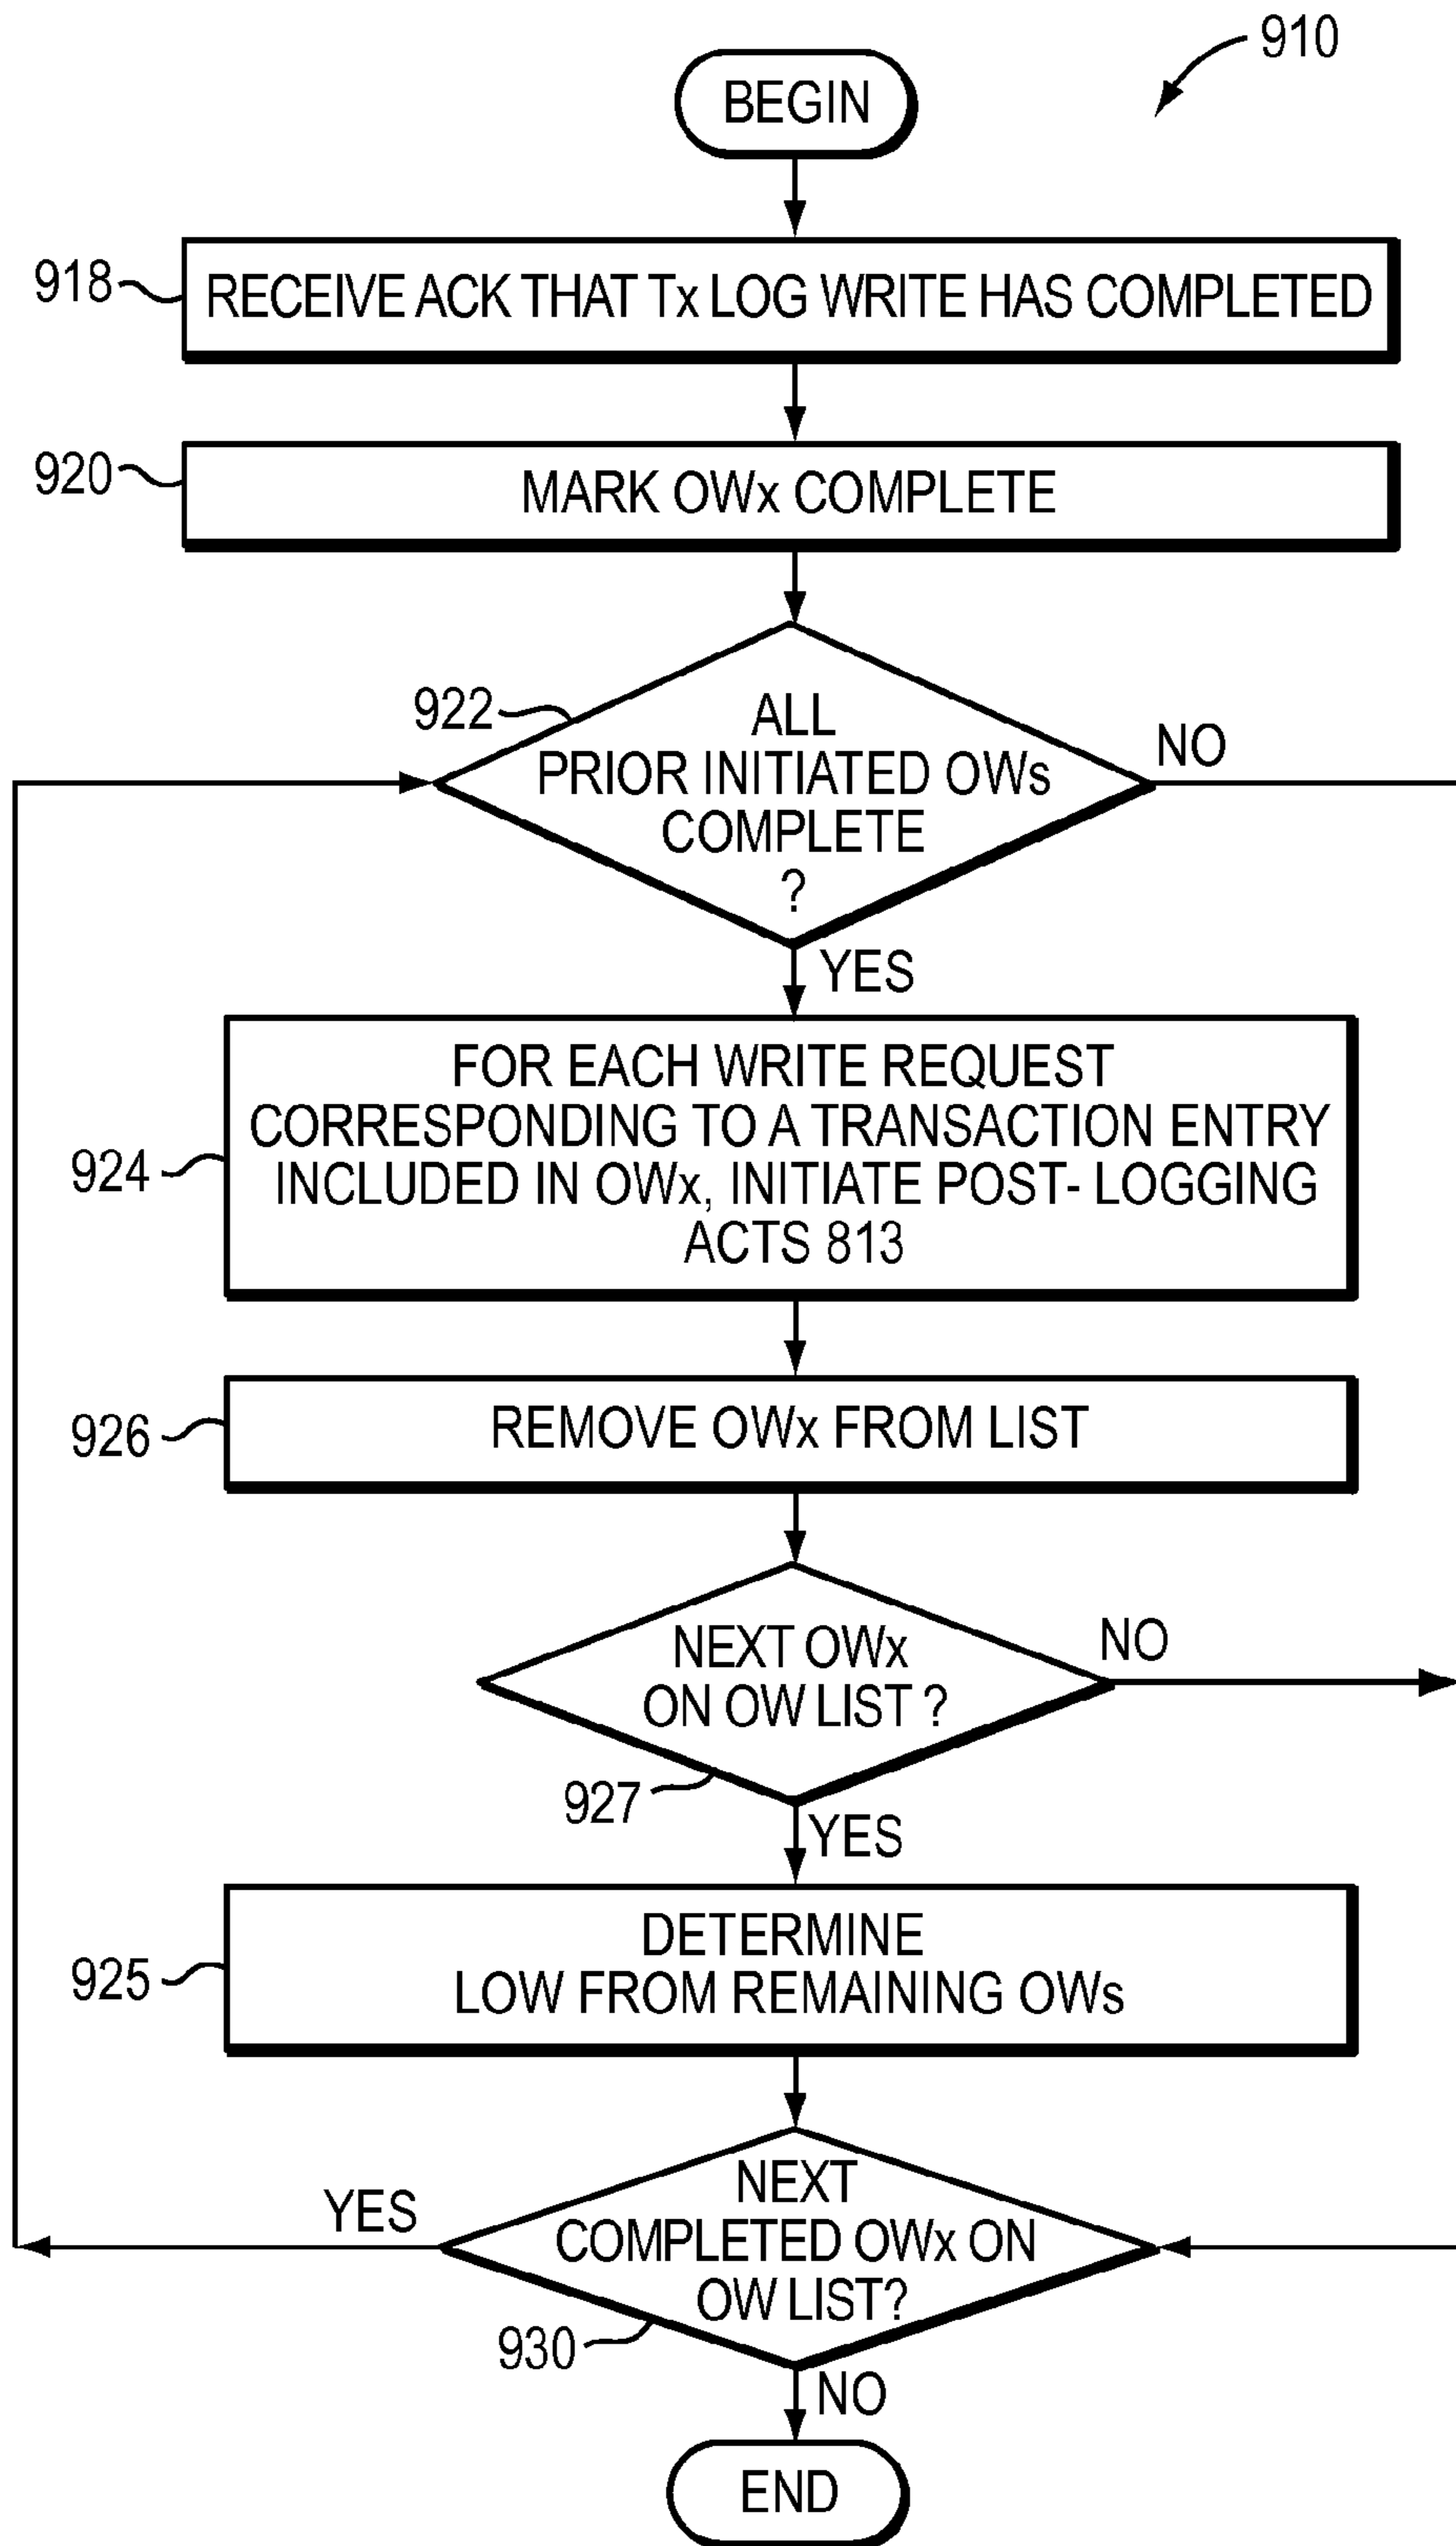 910
BEGIN
918
RECEIVE ACK THAT Tx LOG WRITE HAS COMPLETED
920
MARK OWx COMPLETE
922
ALL
PRIOR INITIATED OWs
COMPLETE
?
NO
YES
924
FOR EACH WRITE REQUEST
CORRESPONDING TO A TRANSACTION ENTRY
INCLUDED IN OWx, INITIATE POST- LOGGING
ACTS 813
926
REMOVE OWx FROM LIST
NEXT OWx
ON OW LIST ?
NO
927
YES
925
DETERMINE
LOW FROM REMAINING OWs
YES
NEXT
COMPLETED OWx ON
OW LIST?
930
NO
END